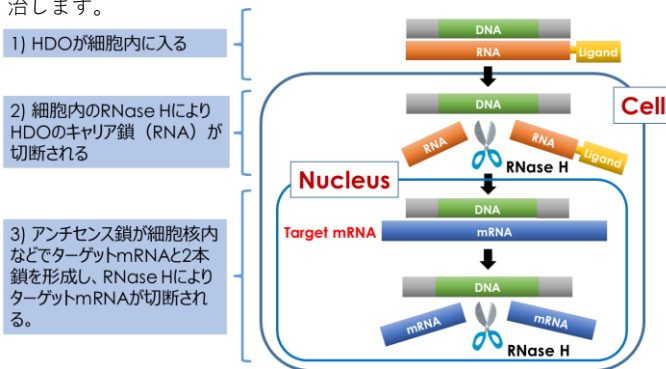 治します。
1) HDOが細胞内に入る
DNA
RNA
Ligand
2) 細胞内のRNase Hにより
HDOのキャリア鎖（RNA）が
切断される
Cell
DNA
RNA
RNA
Ligand
RNase H
Nucleus
3) アンチセンス鎖が細胞核内
などでターゲットmRNAと2本
鎖を形成し、RNase Hにより
ターゲットmRNAが切断され
る。
DNA
Target mRNA
mRNA
DNA
mRNA
mRNA
RNase H